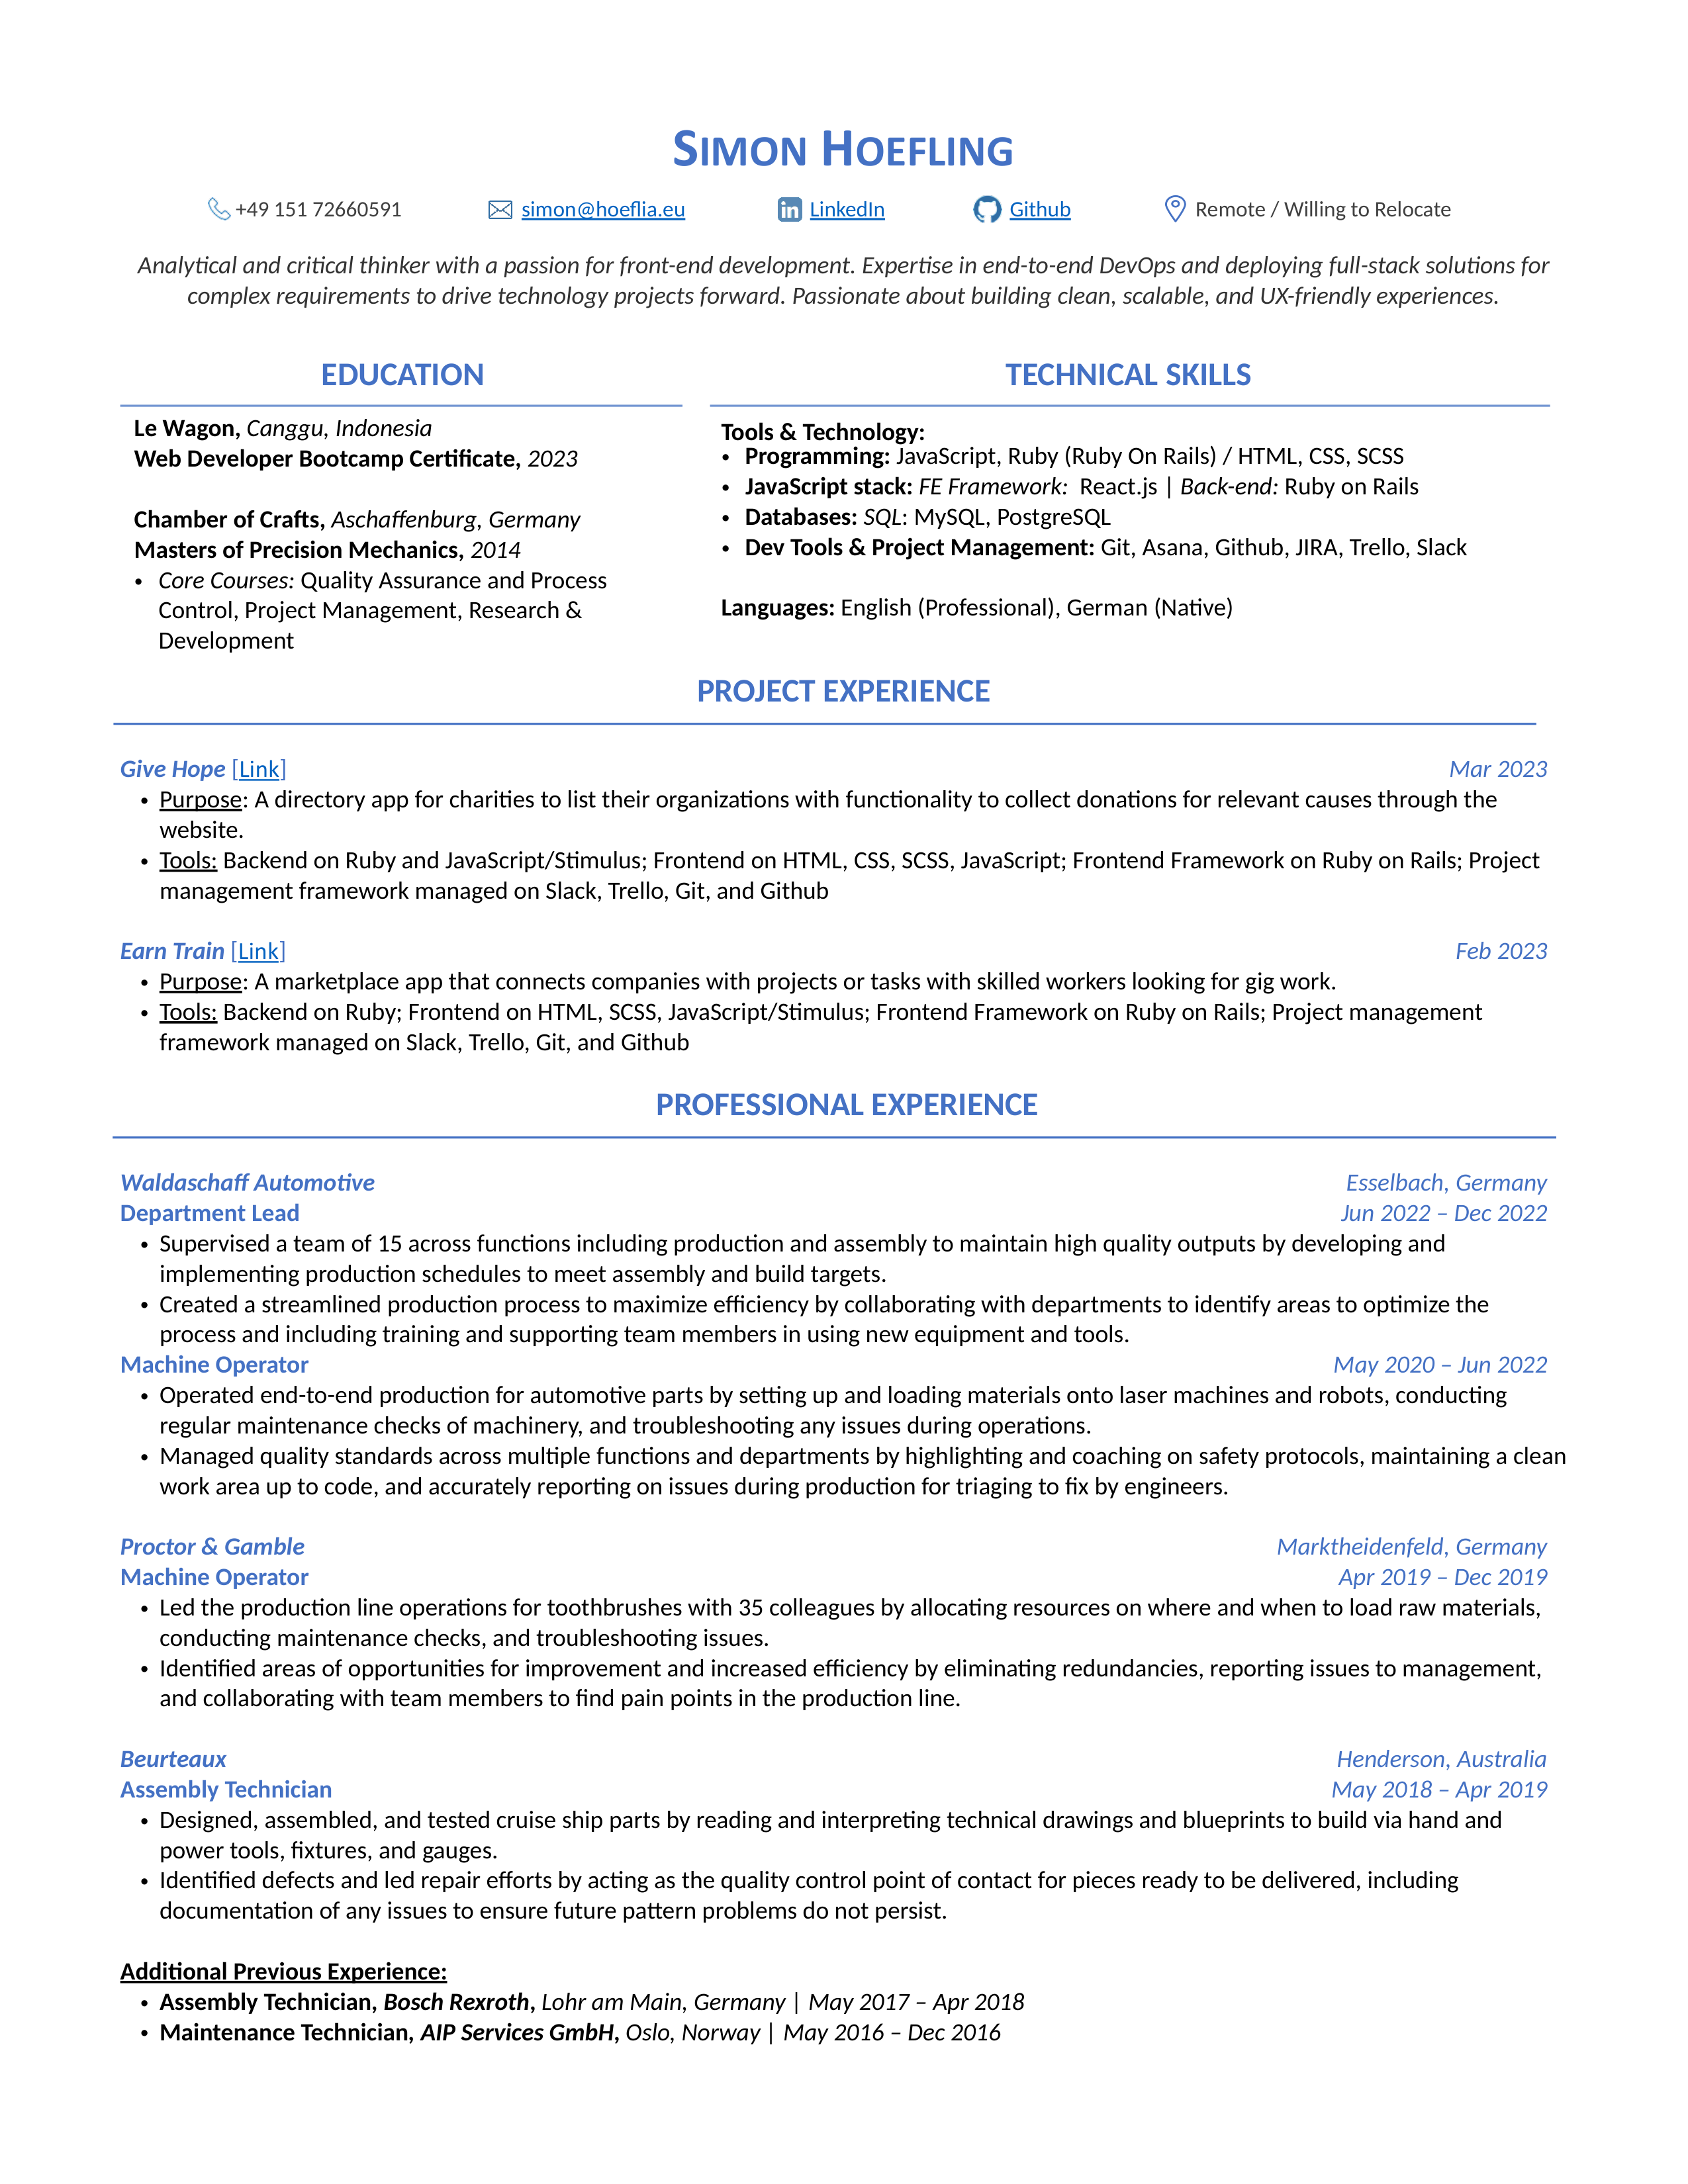 SIMON HOEFLING
+49 151 72660591 simon@hoeflia.eu LinkedIn Github Remote / Willing to Relocate
Analytical and critical thinker with a passion for front-end development. Expertise in end-to-end DevOps and deploying full-stack solutions for
complex requirements to drive technology projects forward. Passionate about building clean, scalable, and UX-friendly experiences.
EDUCATION
Le Wagon, Canggu, Indonesia
Web Developer Bootcamp Certificate, 2023
Chamber of Crafts, Aschaffenburg, Germany
Masters of Precision Mechanics, 2014
• Core Courses: Quality Assurance and Process
Control, Project Management, Research &
Development
TECHNICAL SKILLS
Tools & Technology:
• Programming: JavaScript, Ruby (Ruby On Rails) / HTML, CSS, SCSS
• JavaScript stack: FE Framework: React.js | Back-end: Ruby on Rails
• Databases: SQL: MySQL, PostgreSQL
• Dev Tools & Project Management: Git, Asana, Github, JIRA, Trello, Slack
Languages: English (Professional), German (Native)
PROJECT EXPERIENCE
Give Hope [Link] Mar 2023
• Purpose: A directory app for charities to list their organizations with functionality to collect donations for relevant causes through the
website.
• Tools: Backend on Ruby and JavaScript/Stimulus; Frontend on HTML, CSS, SCSS, JavaScript; Frontend Framework on Ruby on Rails; Project
management framework managed on Slack, Trello, Git, and Github
Earn Train [Link] Feb 2023
• Purpose: A marketplace app that connects companies with projects or tasks with skilled workers looking for gig work.
• Tools: Backend on Ruby; Frontend on HTML, SCSS, JavaScript/Stimulus; Frontend Framework on Ruby on Rails; Project management
framework managed on Slack, Trello, Git, and Github
PROFESSIONAL EXPERIENCE
Waldaschaff Automotive Esselbach, Germany
Department Lead Jun 2022 – Dec 2022
• Supervised a team of 15 across functions including production and assembly to maintain high quality outputs by developing and
implementing production schedules to meet assembly and build targets.
• Created a streamlined production process to maximize efficiency by collaborating with departments to identify areas to optimize the
process and including training and supporting team members in using new equipment and tools.
Machine Operator May 2020 – Jun 2022
• Operated end-to-end production for automotive parts by setting up and loading materials onto laser machines and robots, conducting
regular maintenance checks of machinery, and troubleshooting any issues during operations.
• Managed quality standards across multiple functions and departments by highlighting and coaching on safety protocols, maintaining a clean
work area up to code, and accurately reporting on issues during production for triaging to fix by engineers.
Proctor & Gamble Marktheidenfeld, Germany
Machine Operator Apr 2019 – Dec 2019
• Led the production line operations for toothbrushes with 35 colleagues by allocating resources on where and when to load raw materials,
conducting maintenance checks, and troubleshooting issues.
• Identified areas of opportunities for improvement and increased efficiency by eliminating redundancies, reporting issues to management,
and collaborating with team members to find pain points in the production line.
Beurteaux Henderson, Australia
Assembly Technician May 2018 – Apr 2019
• Designed, assembled, and tested cruise ship parts by reading and interpreting technical drawings and blueprints to build via hand and
power tools, fixtures, and gauges.
• Identified defects and led repair efforts by acting as the quality control point of contact for pieces ready to be delivered, including
documentation of any issues to ensure future pattern problems do not persist.
Additional Previous Experience:
• Assembly Technician, Bosch Rexroth, Lohr am Main, Germany | May 2017 – Apr 2018
• Maintenance Technician, AIP Services GmbH, Oslo, Norway | May 2016 – Dec 2016